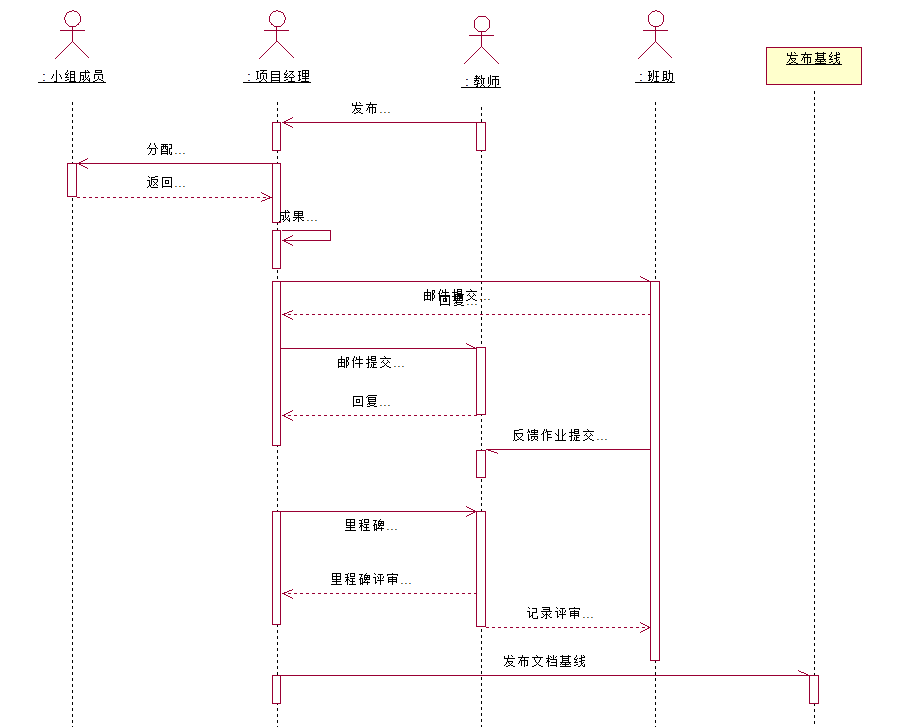 : 小组成员
: 项目经理
: 教师
: 班助
发布基线
发布...
分配...
返回...
成果...
邮件提交...
回复...
邮件提交...
回复...
反馈作业提交...
里程碑...
里程碑评审...
记录评审...
发布文档基线